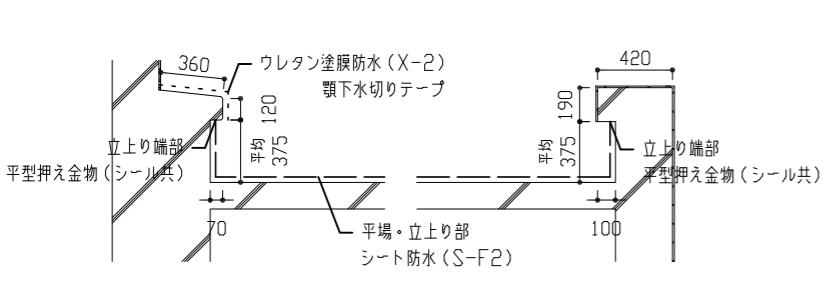 360
ウレタン塗膜防水(X-2)
顎下水切りテープ
420
120
190
平均
375
平均
375
立上り端部
平型押え金物(シール共)
立上り端部
平型押え金物(シール共)
70
100
平場・立上り部
シート防水(S-F2)